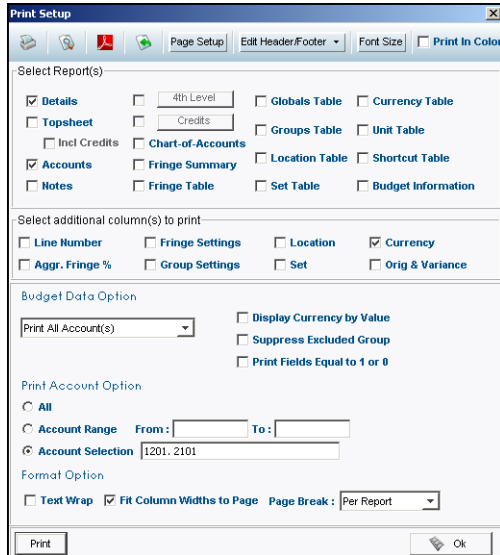 Print Setup
Page Setup Edit Header/Footer Font Size Print In Color
Select Report(s)
Details 4th Level Globals Table Currency Table
Topsheet Credits Groups Table Unit Table
Incl Credits Chart-of-Accounts
Accounts Fringe Summary Location Table Shortcut Table
Notes Fringe Table Set Table Budget Information
Select additional column(s) to print
Line Number Fringe Settings Location Currency
Aggr. Fringe % Group Settings Set Orig & Variance
Budget Data Option
Print All Account(s) Display Currency by Value
Suppress Excluded Group
Print Fields Equal to 1 or 0
Print Account Option
All
Account Range From : To :
Account Selection 1201. 2101
Format Option
Text Wrap Fit Column Widths to Page Page Break : Per Report
Print Ok